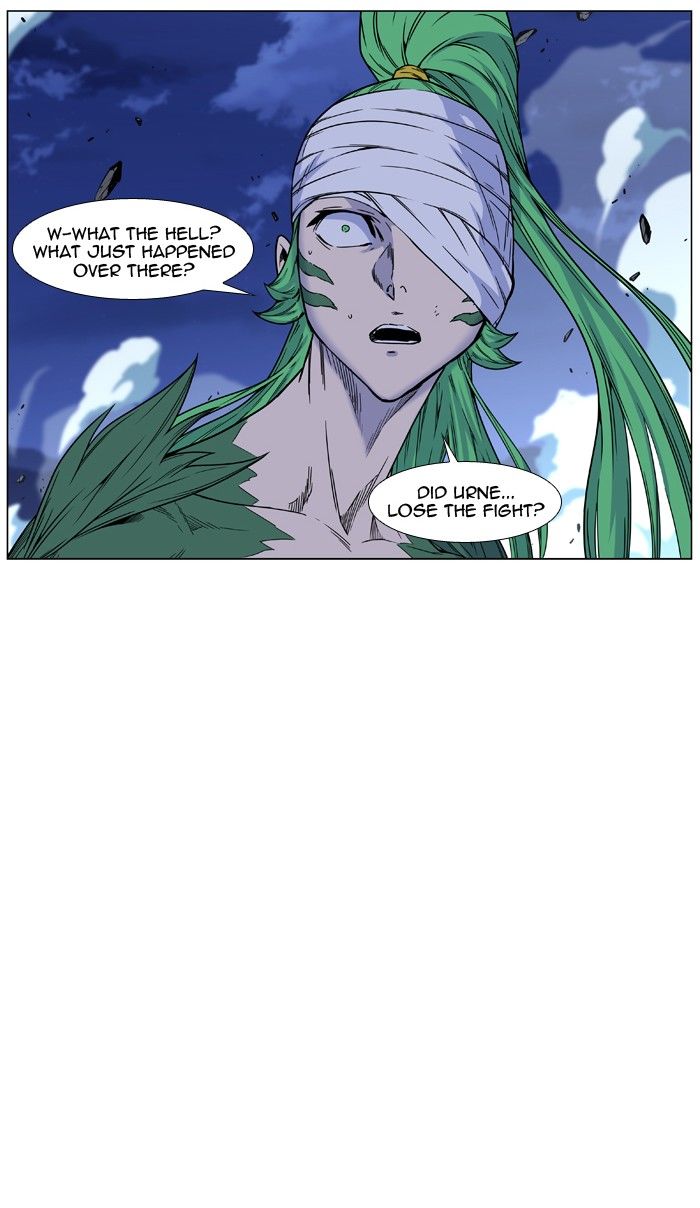 W-WHAT THE HELL?
WHAT JUST HAPPENED
OVER THERE?
DID URNE...
LOSE THE FIGHT?